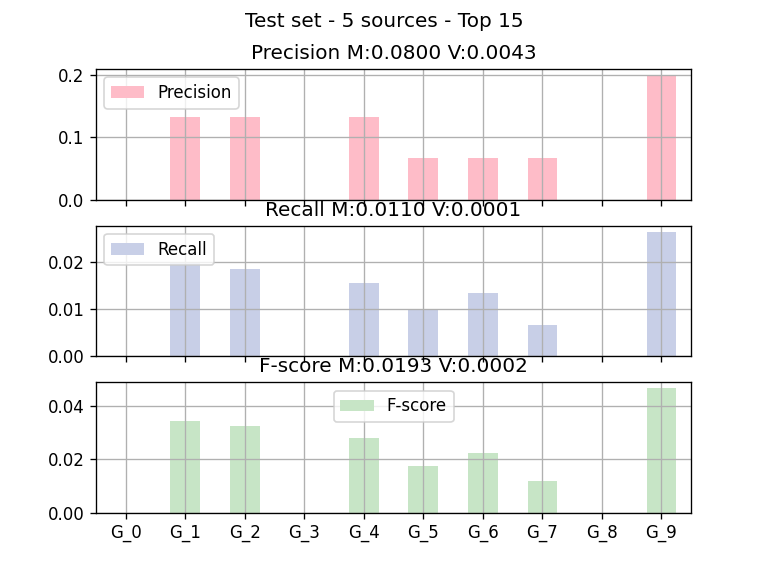 Test set - 5 sources - Top 15
Precision M:0.0800 V:0.0043
0.2
0.1
0.0
Precision
Recall M:0.0110 V:0.0001
0.02
0.01
0.00
Recall
F-score M:0.0193 V:0.0002
0.04
0.02
0.00
F-score
G_0 G_1 G_2 G_3 G_4 G_5 G_6 G_7 G_8 G_9